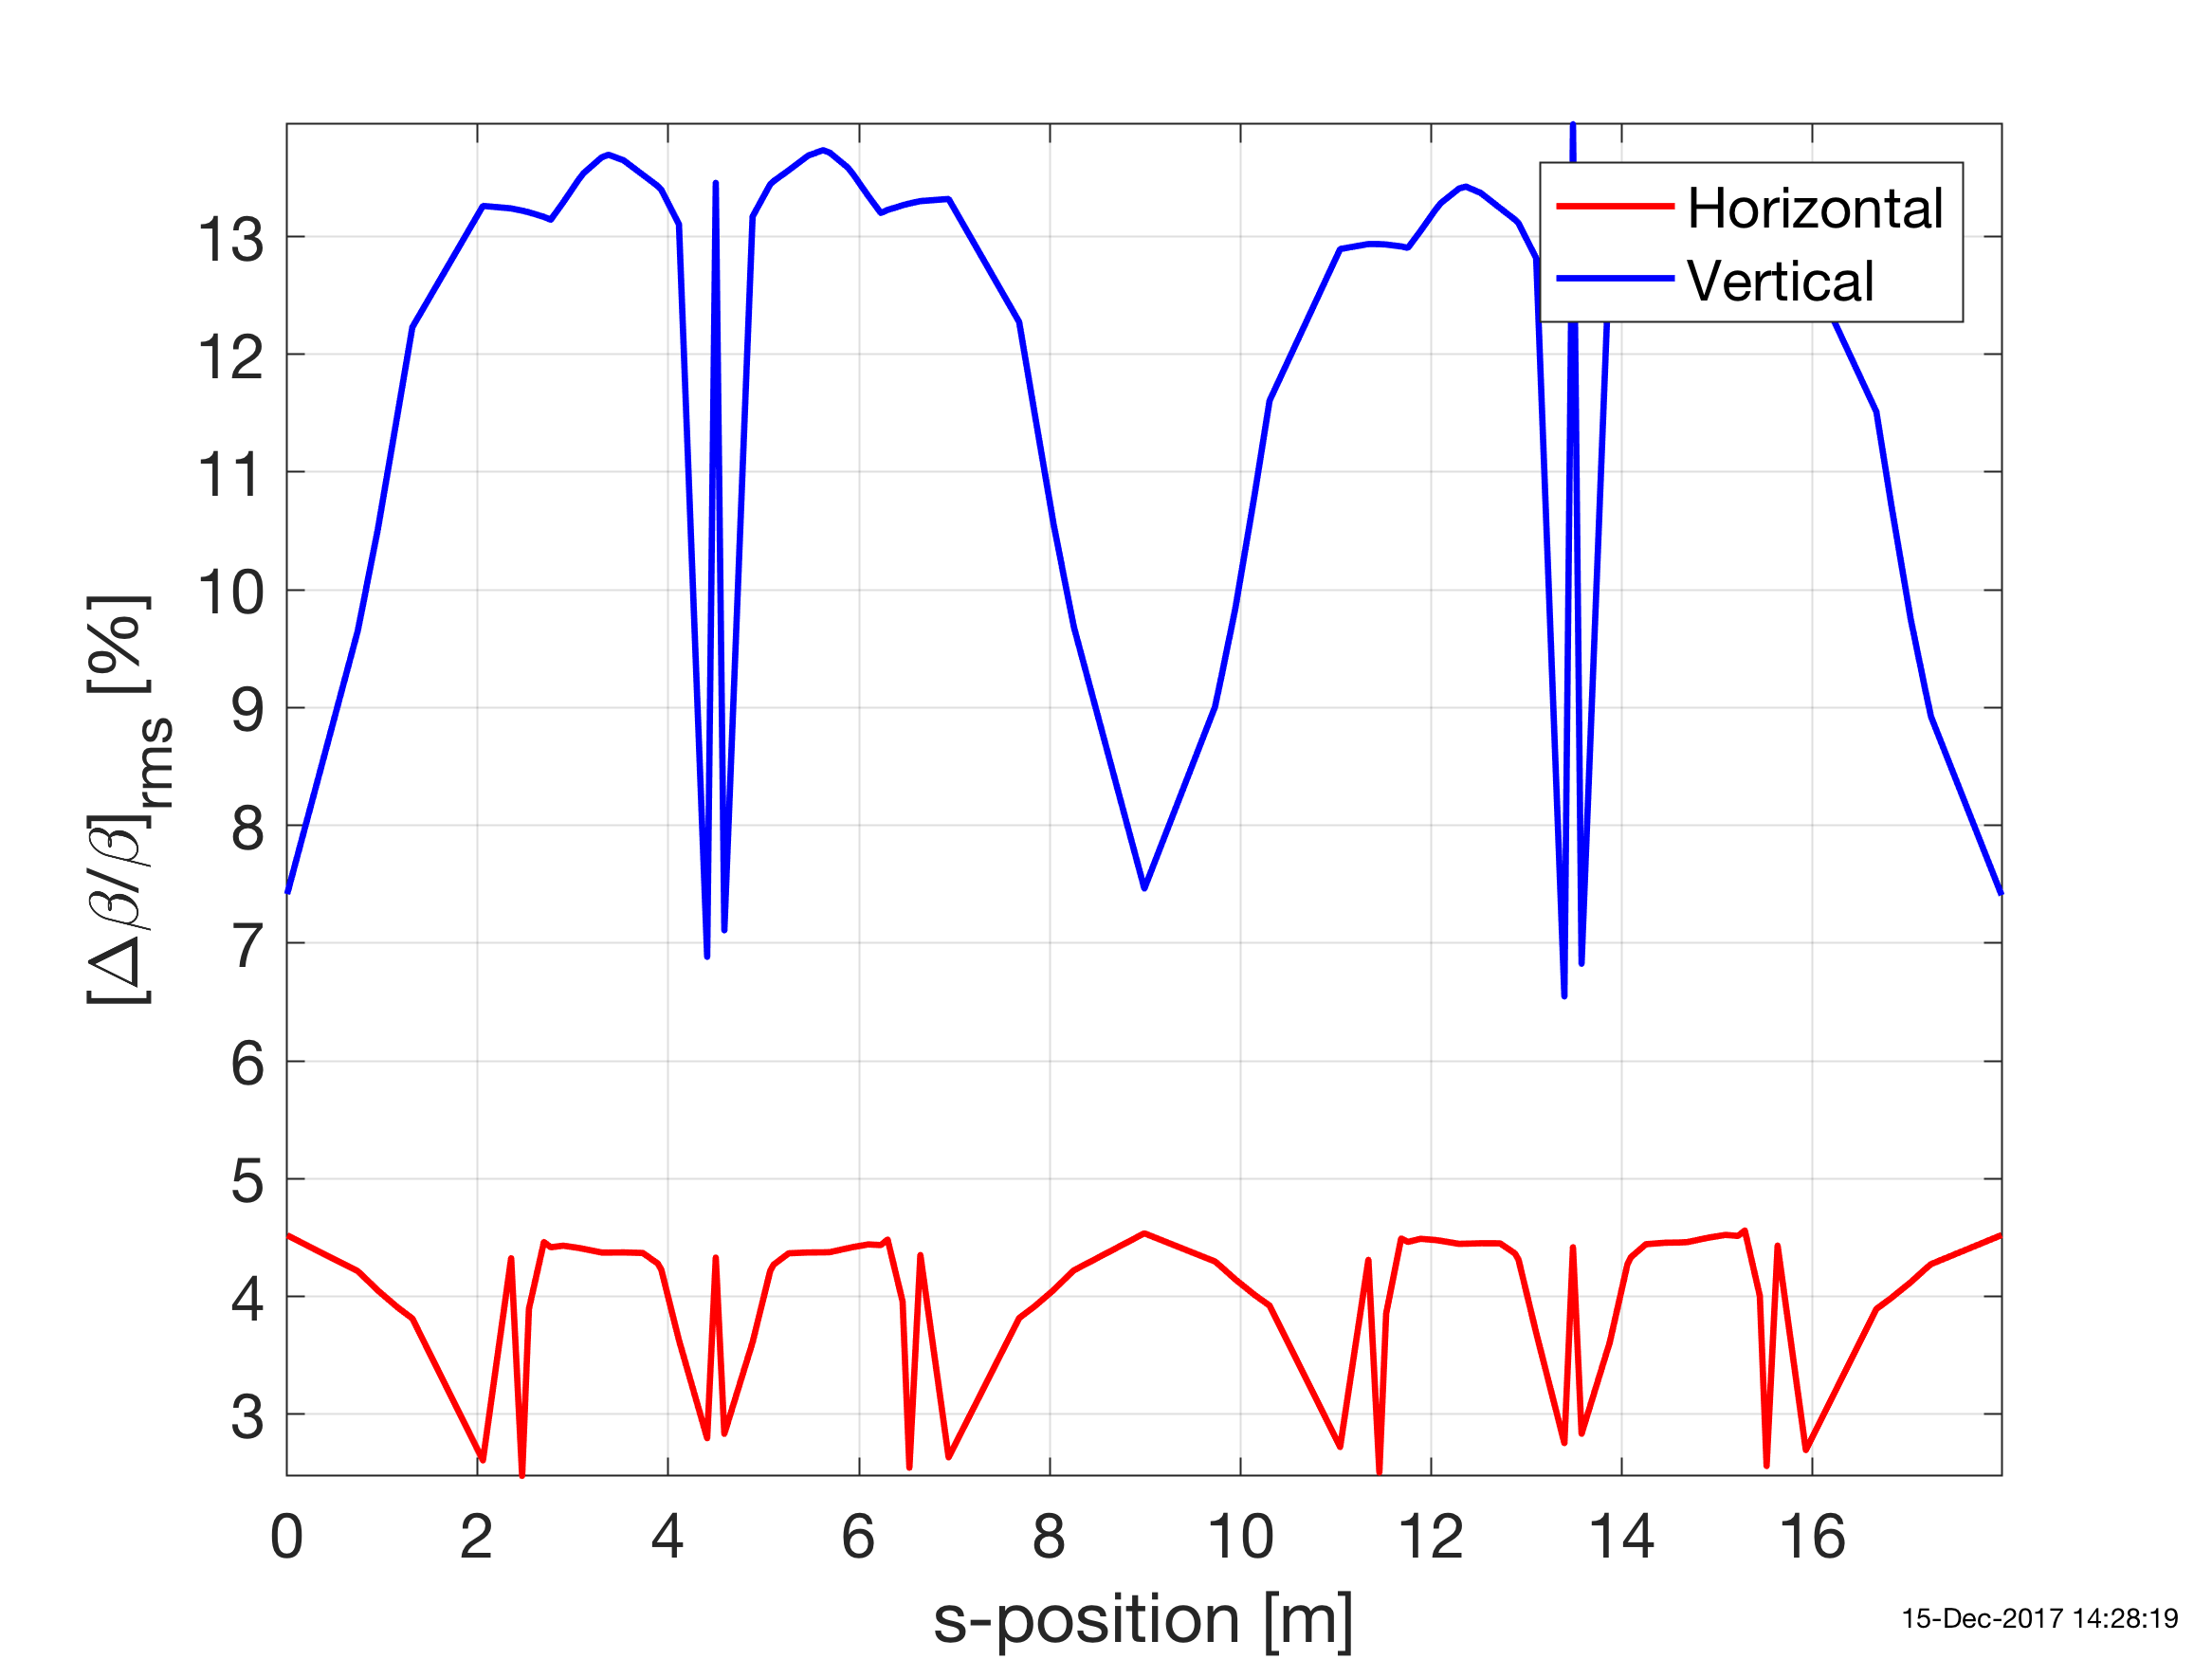 Horizontal
Vertical
13
12
11
10
9
8
7
6
5
4
3
[Δβ/β]rms [%]
0 2 4 6 8 10 12 14 16
s-position [m]
15-Dec-2017 14:28:19